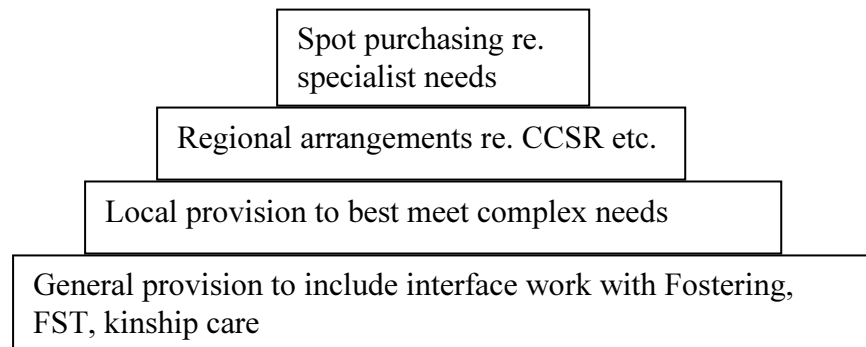 Spot purchasing re.
specialist needs
Regional arrangements re. CCSR etc.
Local provision to best meet complex needs
General provision to include interface work with Fostering,
FST, kinship care